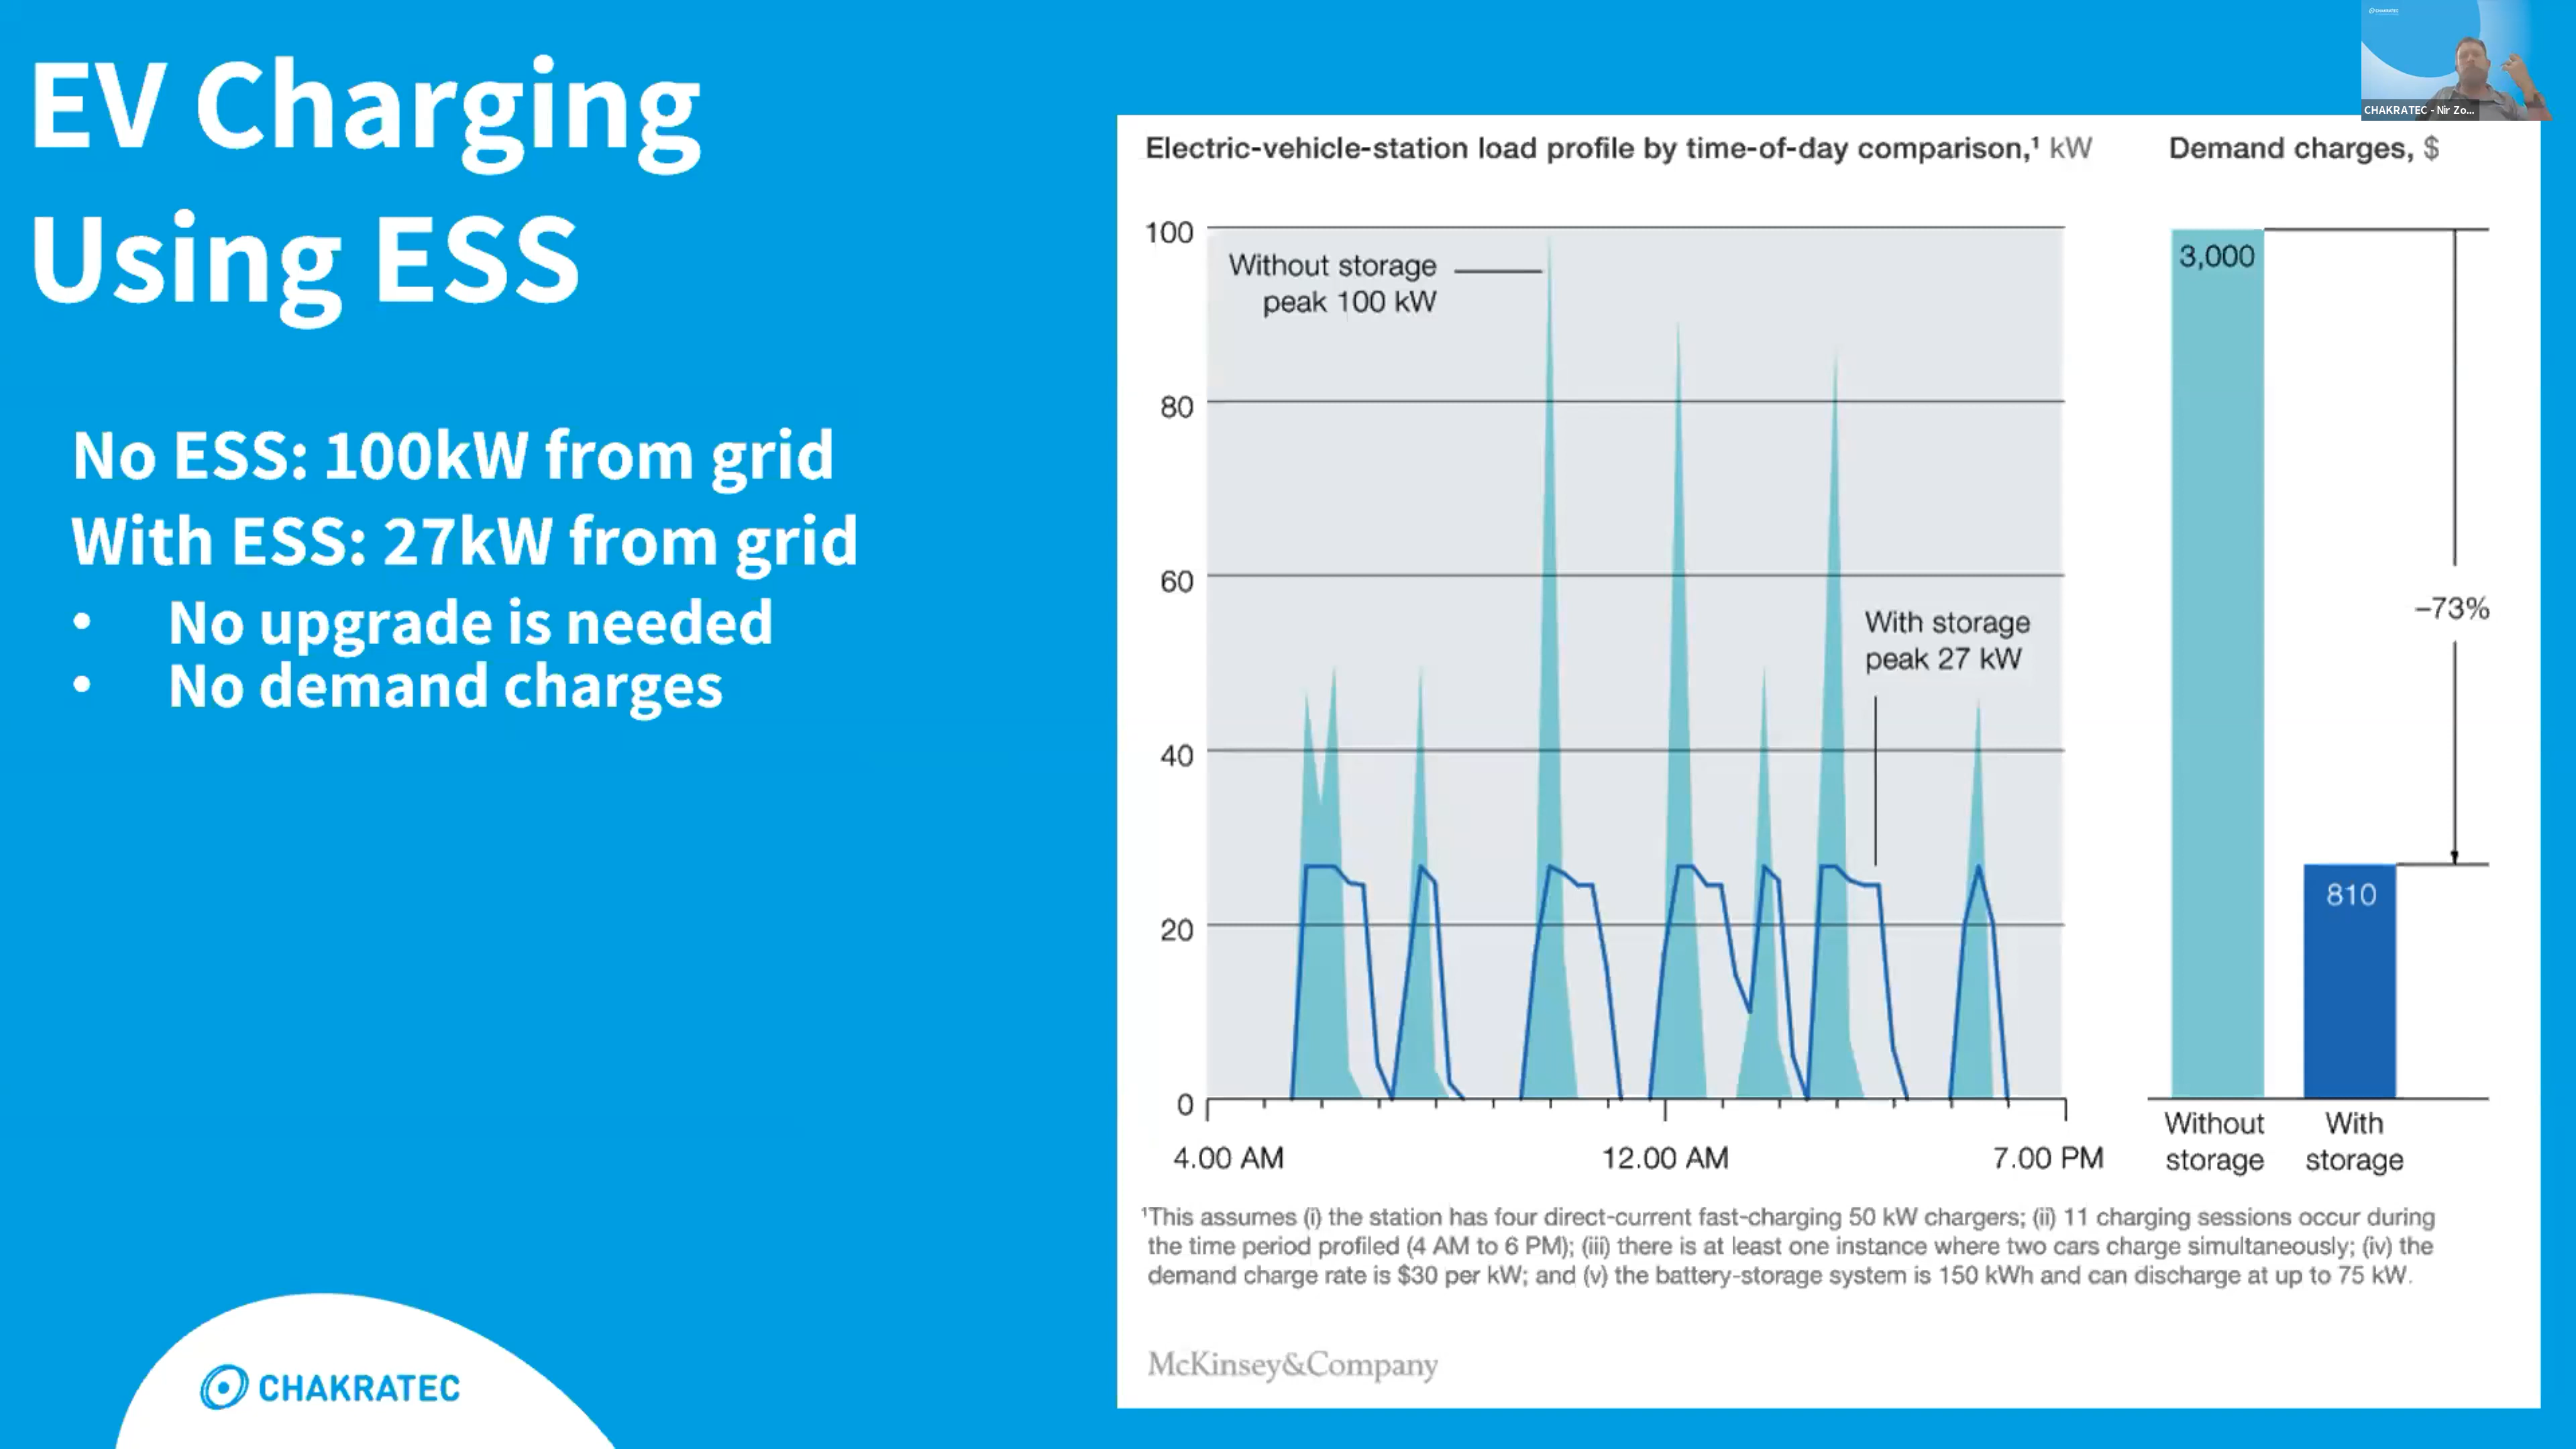 EV Charging
Using ESS
No ESS: 100kW from grid
With ESS: 27kW from grid
• No upgrade is needed
• No demand charges
CHAKRATEC
CHAKRATEC
CHAKRATEC - Nir Zo...
Electric-vehicle-station load profile by time-of-day comparison,¹ kW
Demand charges, $
100
80
60
40
20
0
Without storage
peak 100 kW
With storage
peak 27 kW
4.00 AM
12.00 AM
7.00 PM
3,000
–73%
810
Without
storage
With
storage
¹This assumes (i) the station has four direct-current fast-charging 50 kW chargers; (ii) 11 charging sessions occur during
the time period profiled (4 AM to 6 PM); (iii) there is at least one instance where two cars charge simultaneously; (iv) the
demand charge rate is $30 per kW; and (v) the battery-storage system is 150 kWh and can discharge at up to 75 kW.
McKinsey&Company